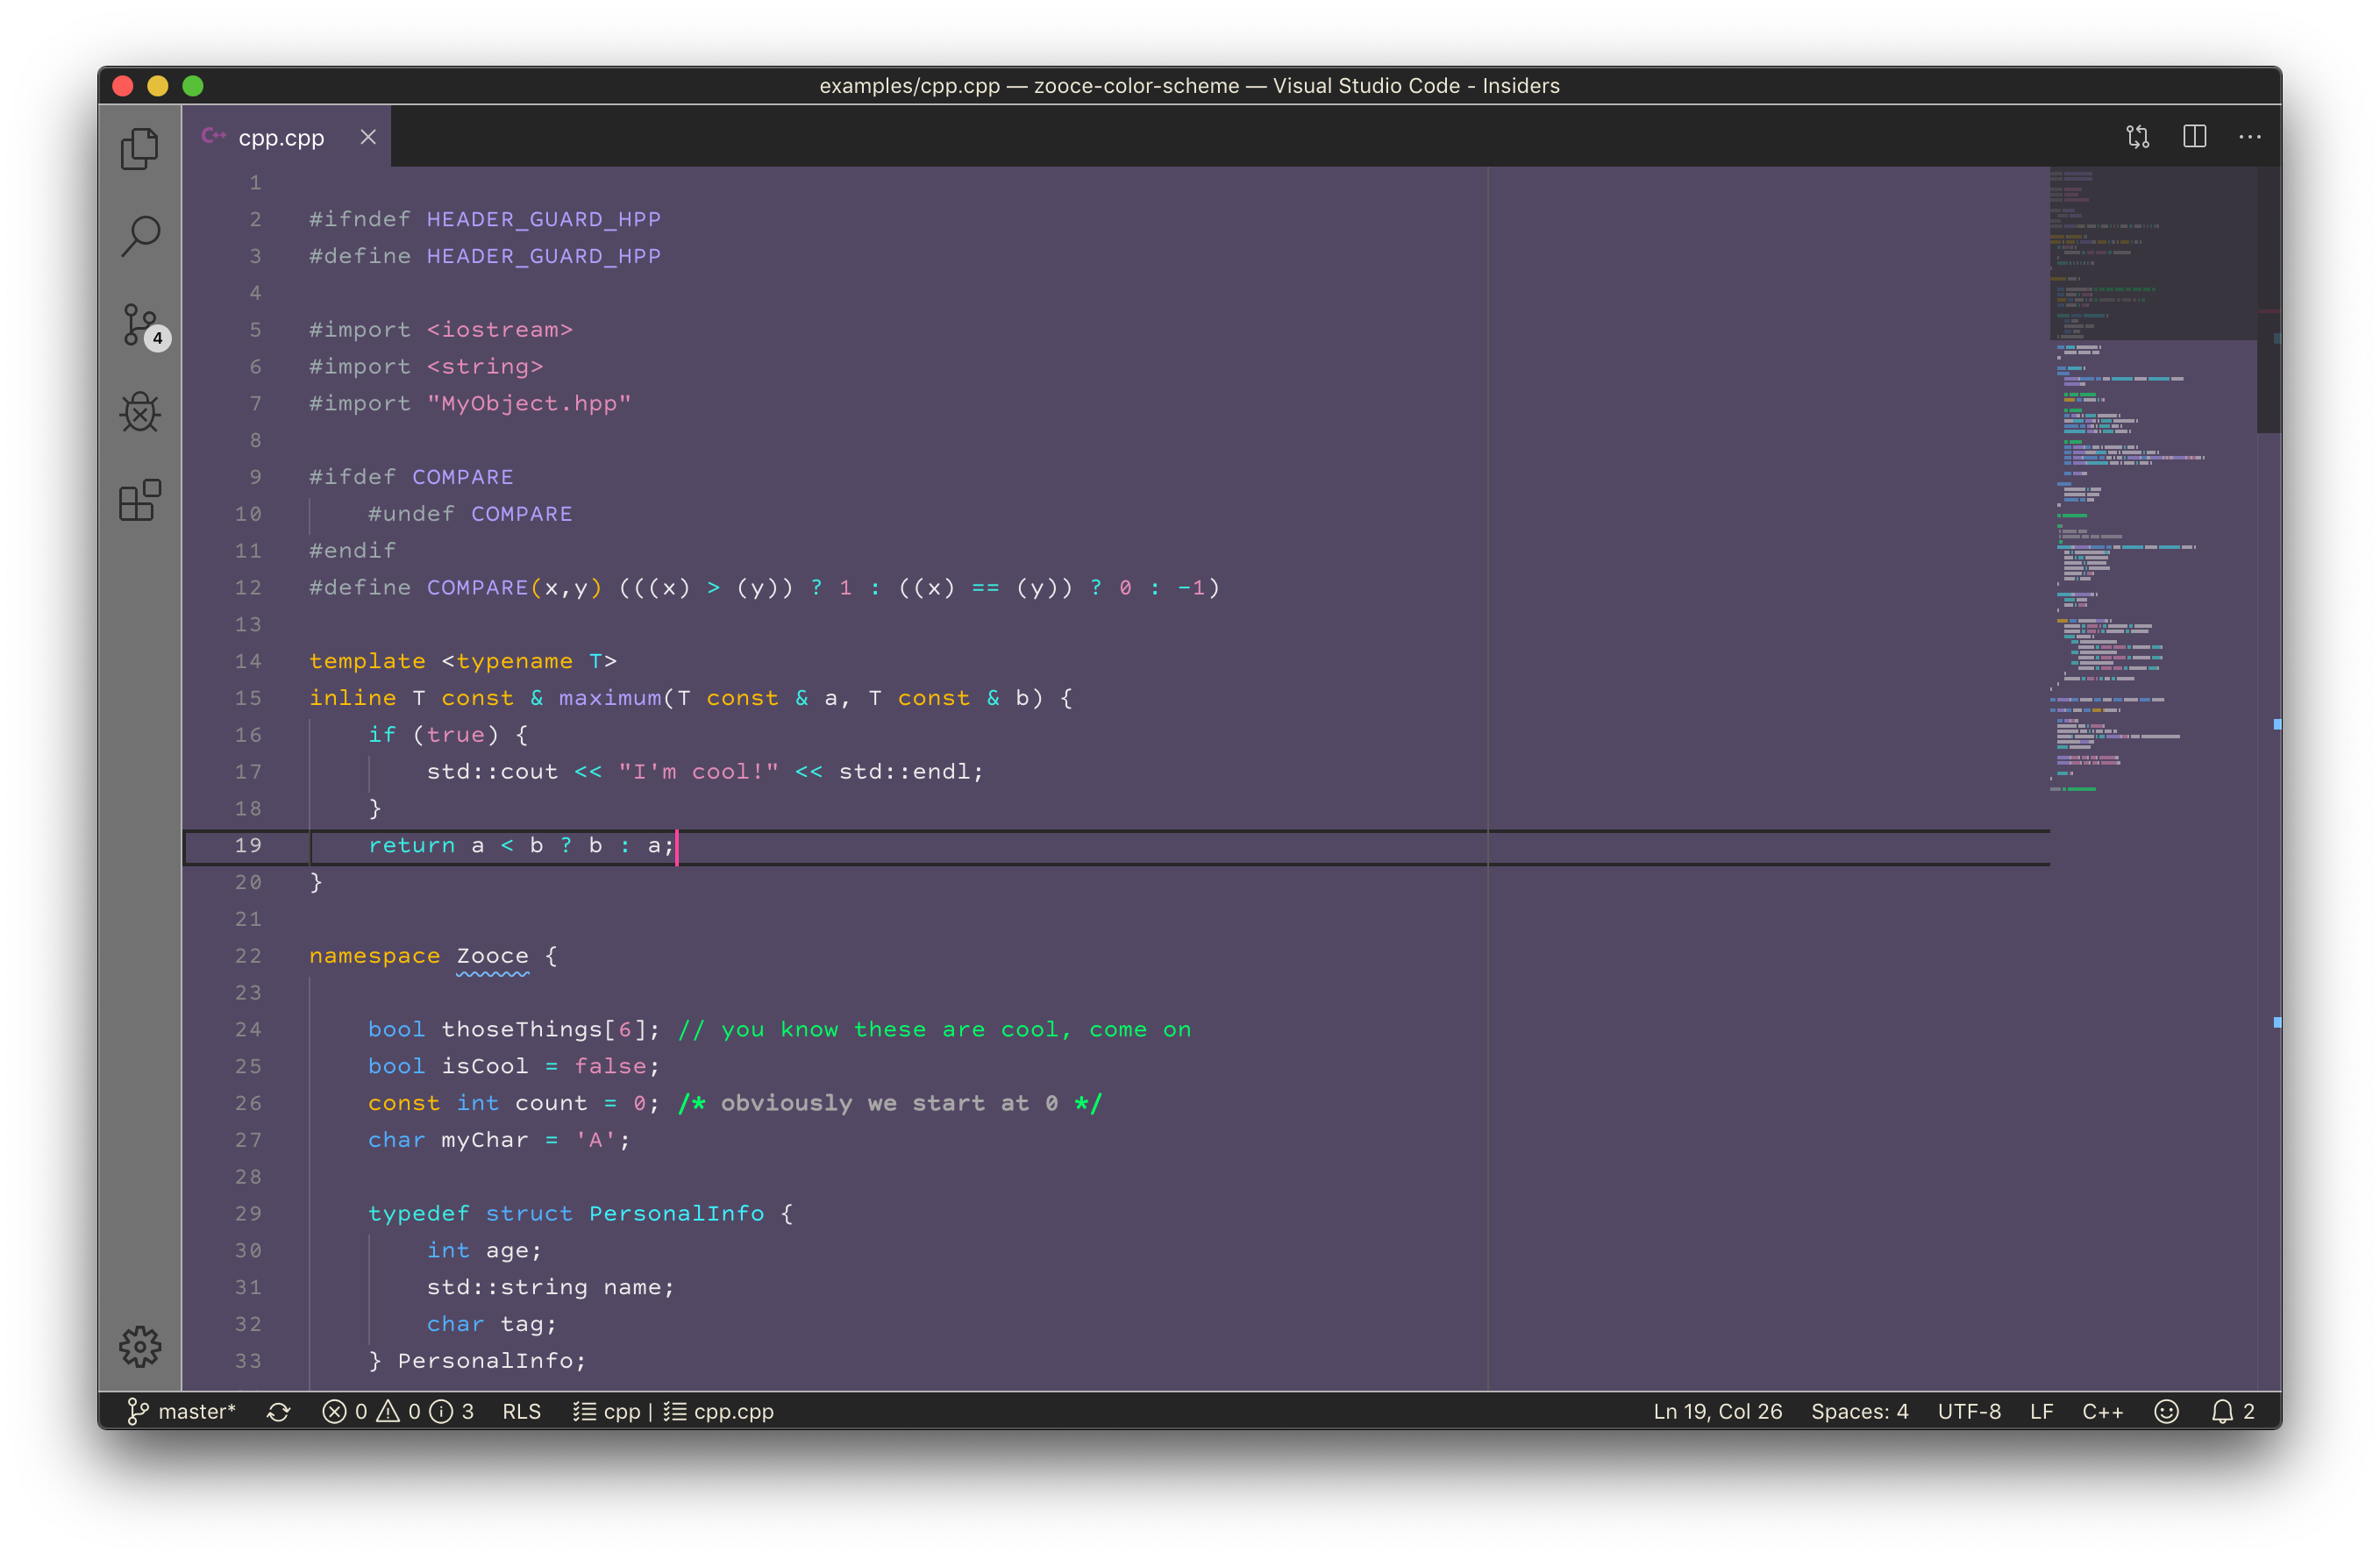 examples/cpp.cpp — zooce-color-scheme — Visual Studio Code - Insiders
C++ cpp.cpp
4
1
2 #ifndef HEADER_GUARD_HPP
3 #define HEADER_GUARD_HPP
4
5 #import <iostream>
6 #import <string>
7 #import "MyObject.hpp"
8
9 #ifdef COMPARE
10     #undef COMPARE
11 #endif
12 #define COMPARE(x,y) (((x) > (y)) ? 1 : ((x) == (y)) ? 0 : -1)
13
14 template <typename T>
15 inline T const & maximum(T const & a, T const & b) {
16     if (true) {
17         std::cout << "I'm cool!" << std::endl;
18     }
19     return a < b ? b : a;
20 }
21
22 namespace Zooce {
23
24     bool thoseThings[6]; // you know these are cool, come on
25     bool isCool = false;
26     const int count = 0; /* obviously we start at 0 */
27     char myChar = 'A';
28
29     typedef struct PersonalInfo {
30         int age;
31         std::string name;
32         char tag;
33     } PersonalInfo;
master* 0 0 3 RLS cpp | cpp.cpp Ln 19, Col 26 Spaces: 4 UTF-8 LF C++ 2